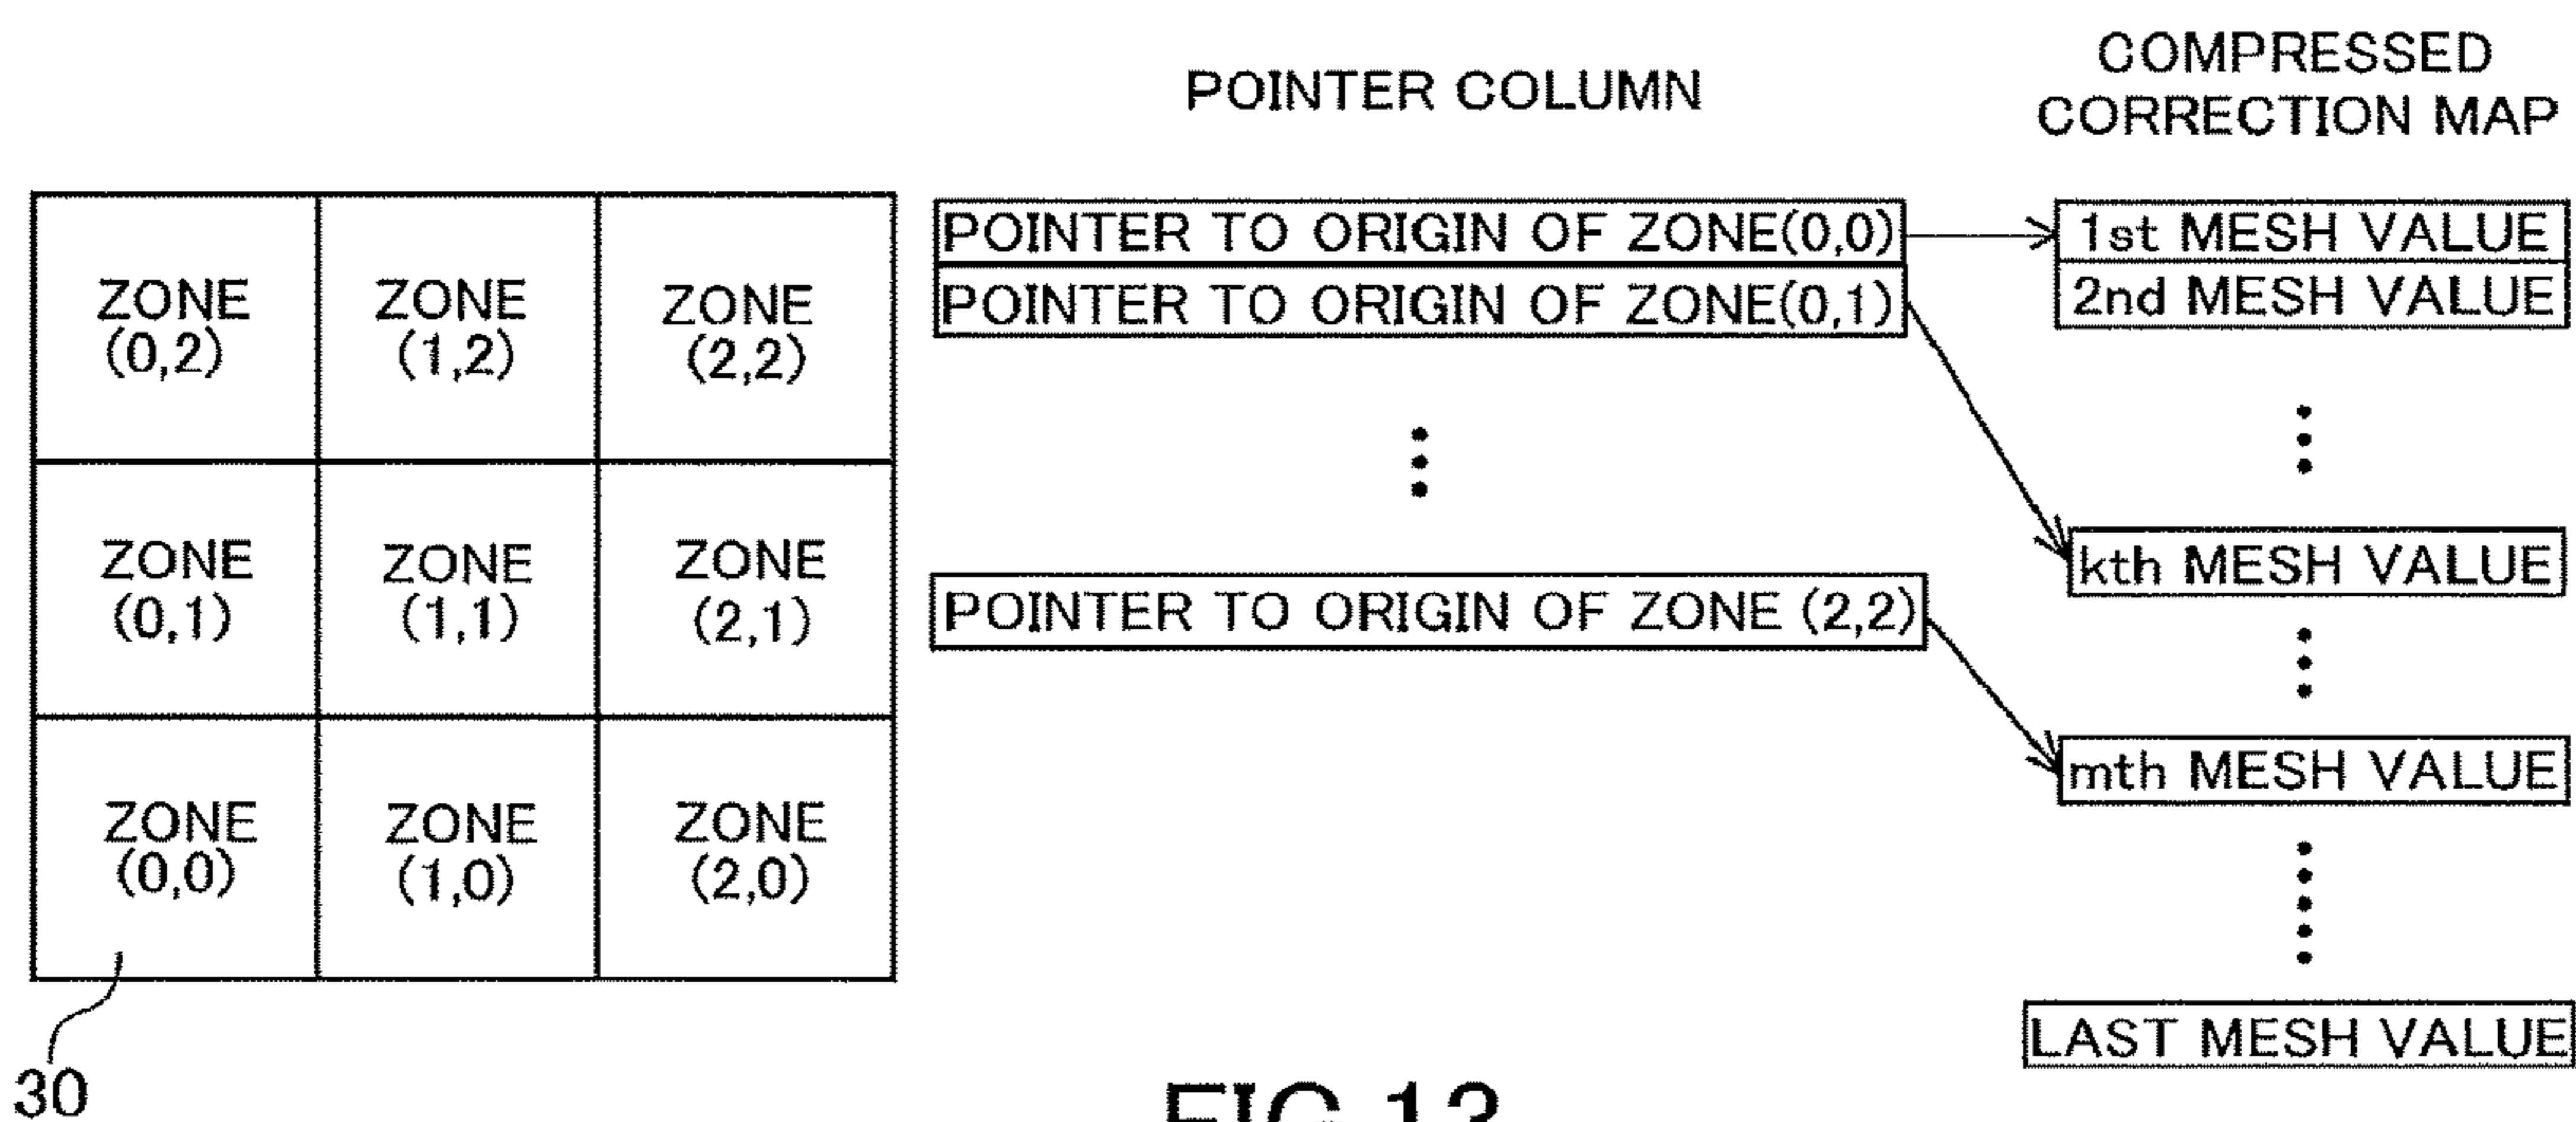 POINTER COLUMN
COMPRESSED
CORRECTION MAP
ZONE
(0,2)
ZONE
(1,2)
ZONE
(2,2)
ZONE
(0,1)
ZONE
(1,1)
ZONE
(2,1)
ZONE
(0,0)
ZONE
(1,0)
ZONE
(2,0)
30
POINTER TO ORIGIN OF ZONE(0,0)
POINTER TO ORIGIN OF ZONE(0,1)
POINTER TO ORIGIN OF ZONE (2,2)
1st MESH VALUE
2nd MESH VALUE
kth MESH VALUE
mth MESH VALUE
LAST MESH VALUE